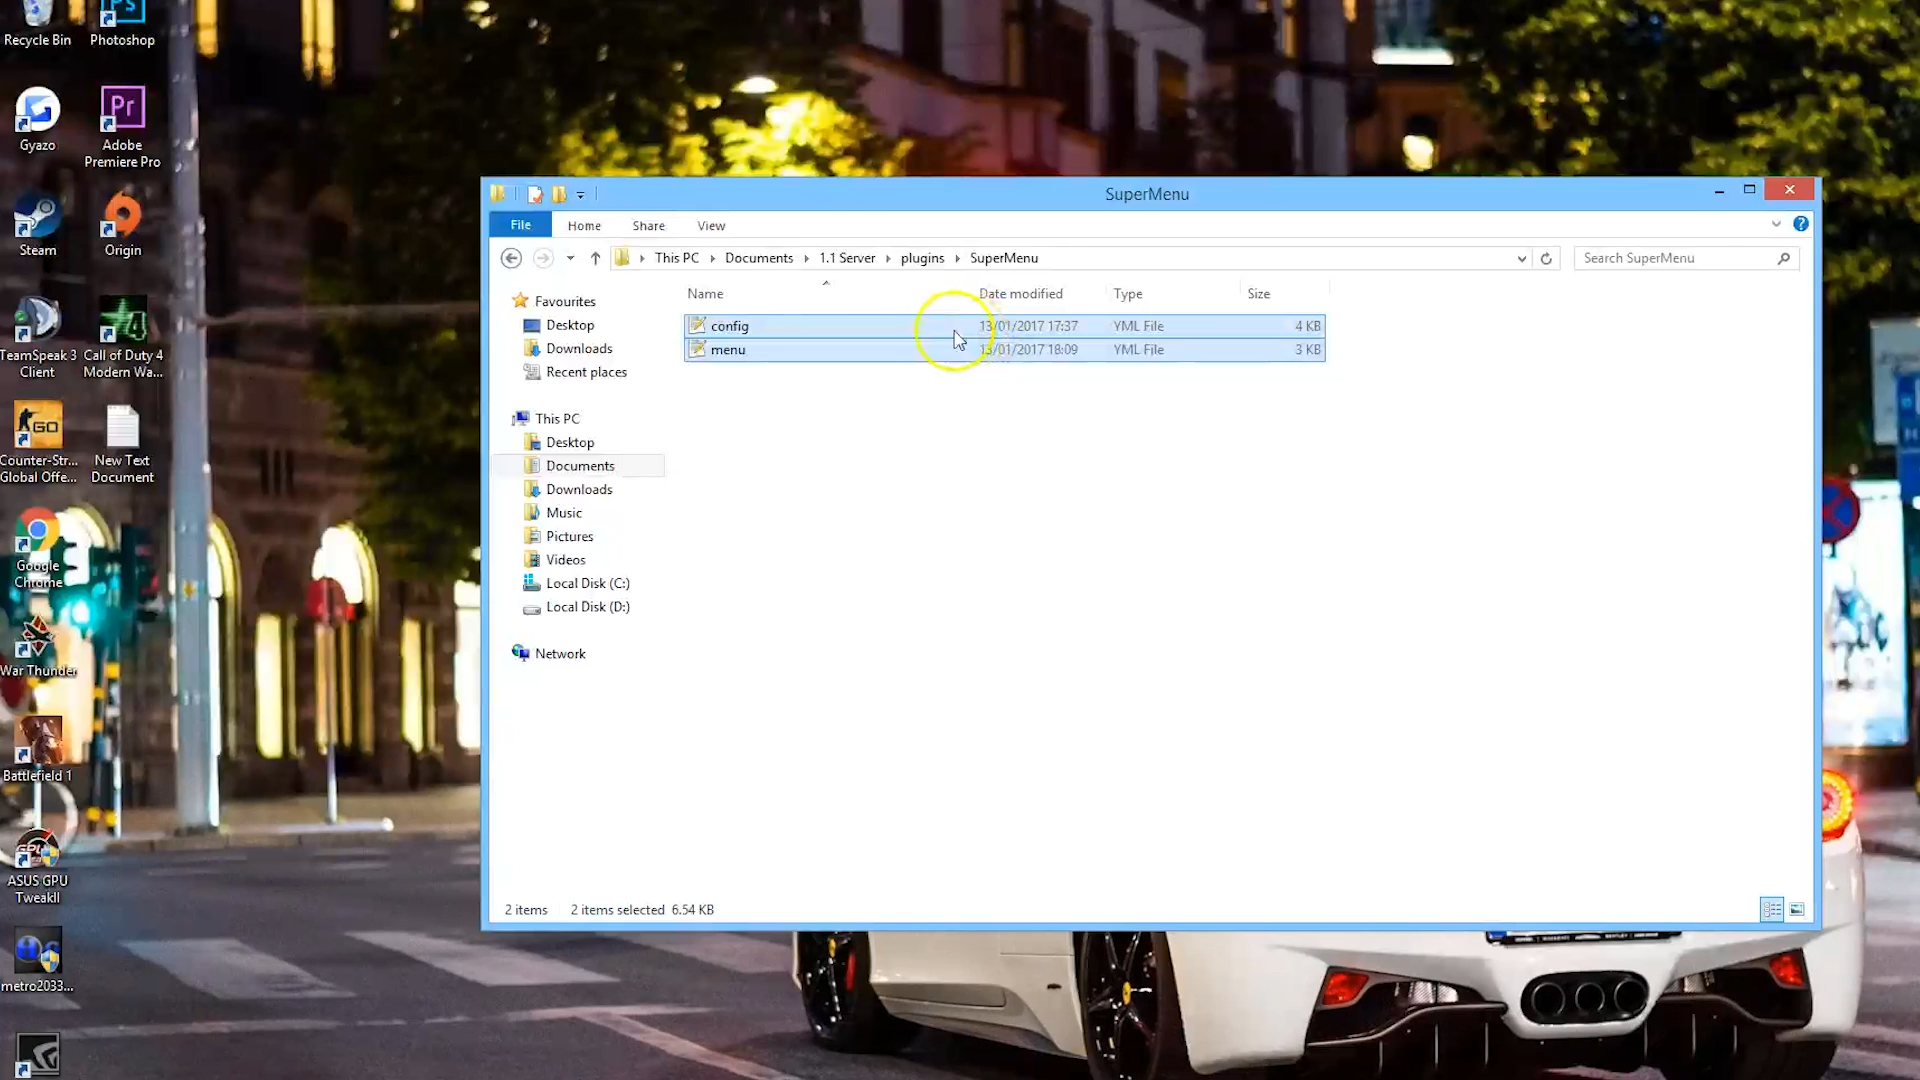 Recycle Bin
Photoshop
Gyazo
Adobe
Premiere Pro
Steam
Origin
TeamSpeak 3
Client
Call of Duty 4
Modern Wa...
Counter-Str...
Global Offe...
New Text
Document
Google
Chrome
War Thunder
Battlefield 1
ASUS GPU
TweakII
metro2033...
SuperMenu
File
Home
Share
View
This PC
Documents
1.1 Server
plugins
SuperMenu
Search SuperMenu
Name
Date modified
Type
Size
config
13/01/2017 17:37
YML File
4 KB
menu
13/01/2017 18:09
YML File
3 KB
Favourites
Desktop
Downloads
Recent places
This PC
Desktop
Documents
Downloads
Music
Pictures
Videos
Local Disk (C:)
Local Disk (D:)
Network
2 items
2 items selected 6.54 KB